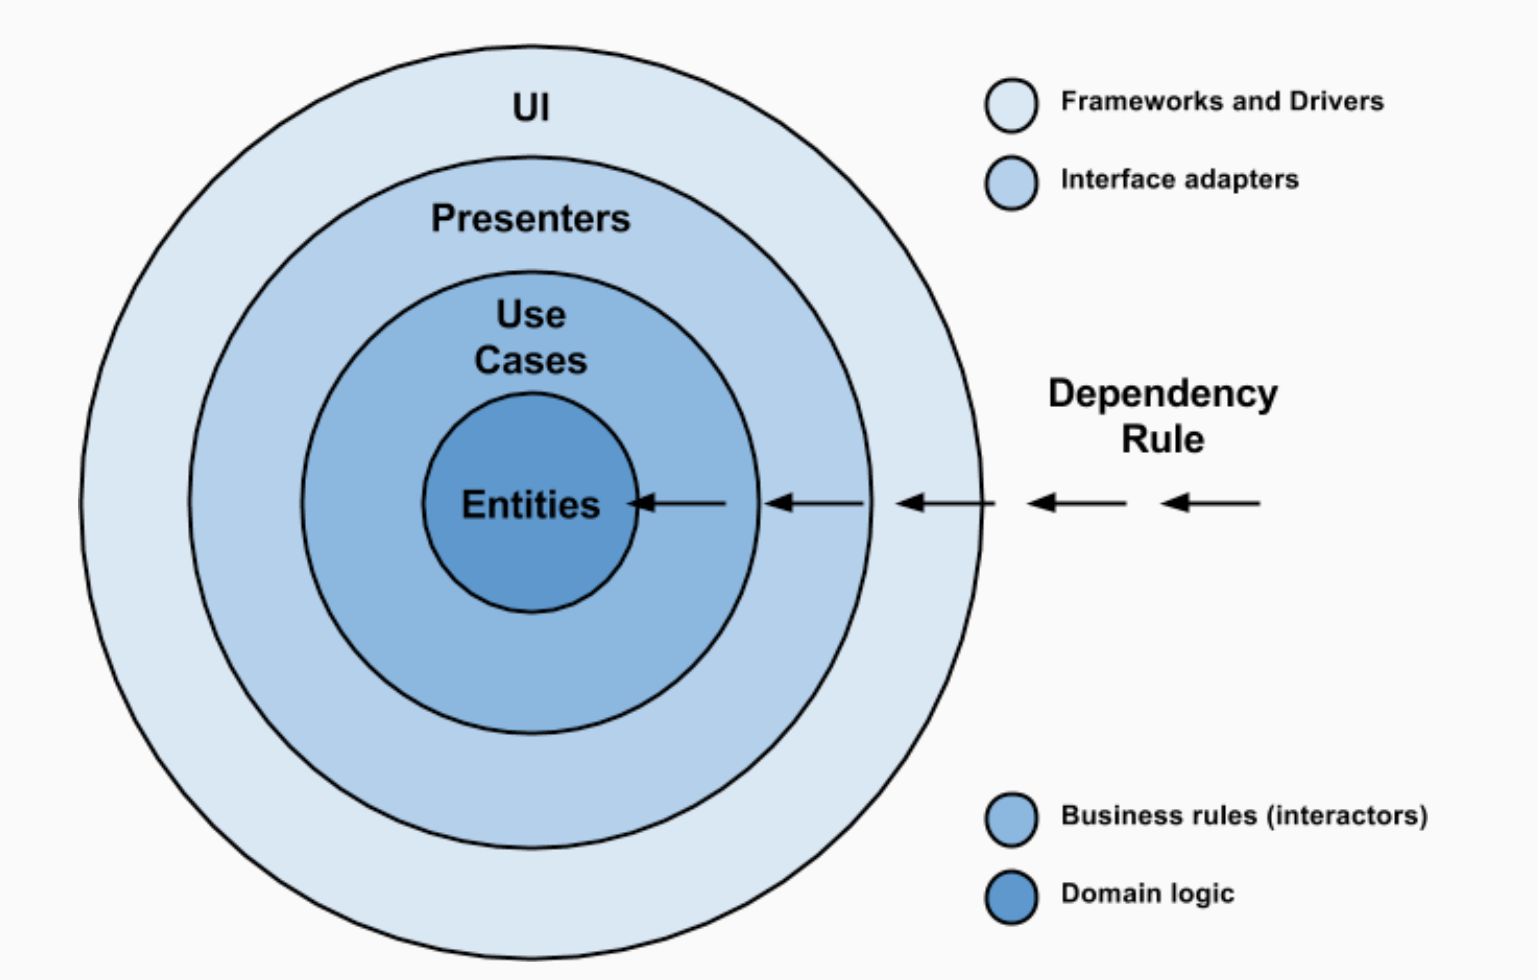 UI
Presenters
Use
Cases
Entities
Frameworks and Drivers
Interface adapters
Dependency
Rule
Business rules (interactors)
Domain logic